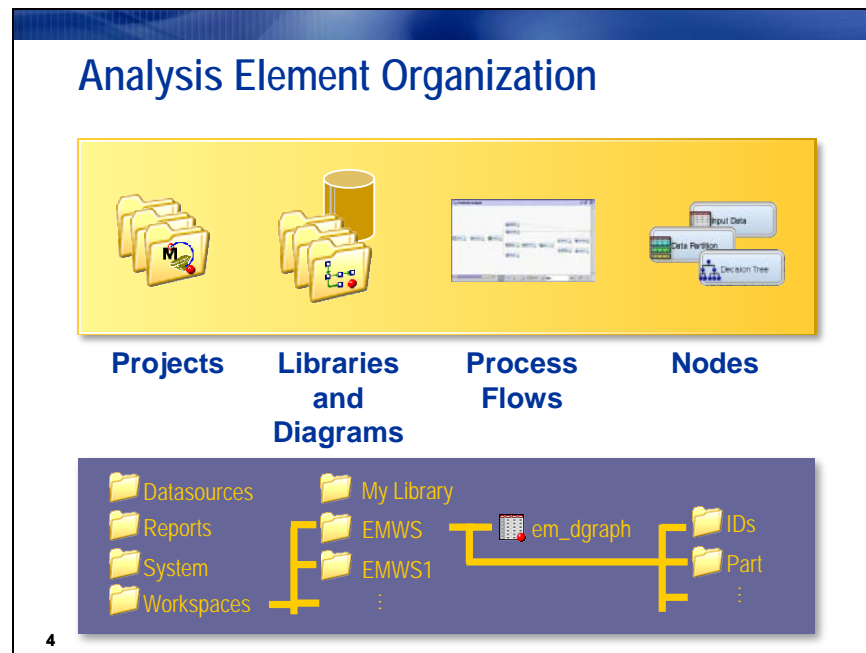 Analysis Element Organization
M
Input Data
Data Partition
Decision Tree
Projects
Libraries
and
Diagrams
Process
Flows
Nodes
Datasources
Reports
System
Workspaces
My Library
EMWS
EMWS1
⋮
em_dgraph
IDs
Part
⋮
4